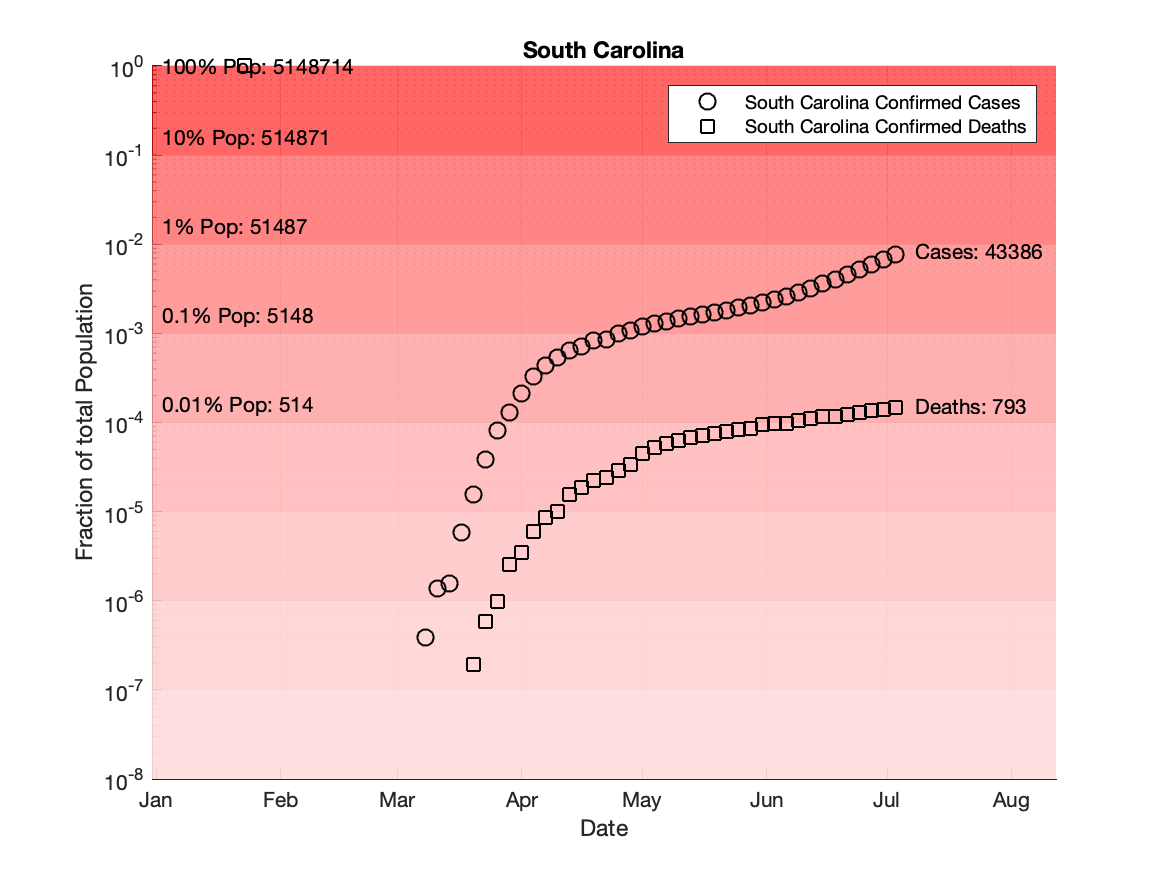 South Carolina
10^0
100% Pop: 5148714
South Carolina Confirmed Cases
South Carolina Confirmed Deaths
10% Pop: 514871
10^-1
1% Pop: 51487
10^-2
Cases: 43386
0.1% Pop: 5148
10^-3
0.01% Pop: 514
Deaths: 793
10^-4
10^-5
10^-6
10^-7
10^-8
Fraction of total Population
Jan Feb Mar Apr May Jun Jul Aug
Date